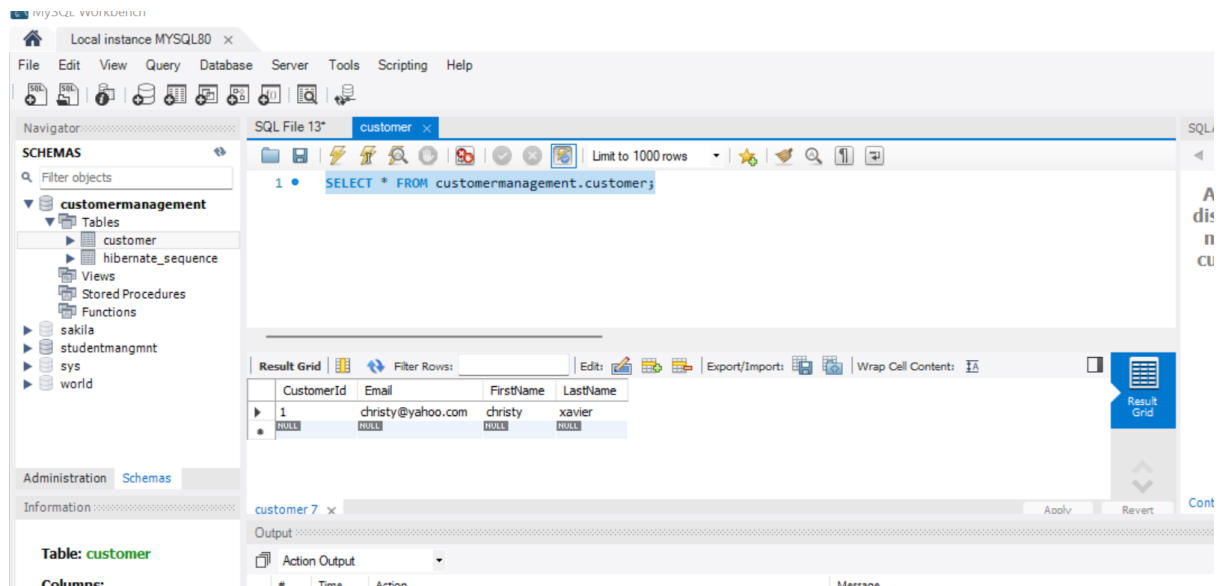 MySQL Workbench
Local instance MYSQL80 ×
File Edit View Query Database Server Tools Scripting Help
Navigator
SCHEMAS
Filter objects
customermanagement
Tables
customer
hibernate_sequence
Views
Stored Procedures
Functions
sakila
studentmangmnt
sys
world
Administration Schemas
Information
Table: customer
Columns:
SQL File 13* customer ×
Limit to 1000 rows
1 SELECT * FROM customermanagement.customer;
Result Grid Filter Rows: Edit: Export/Import: Wrap Cell Content:
CustomerId Email FirstName LastName
1 christy@yahoo.com christy xavier
NULL NULL NULL NULL
Result
Grid
customer 7 × Apply Revert
Output
Action Output
# Time Action Message